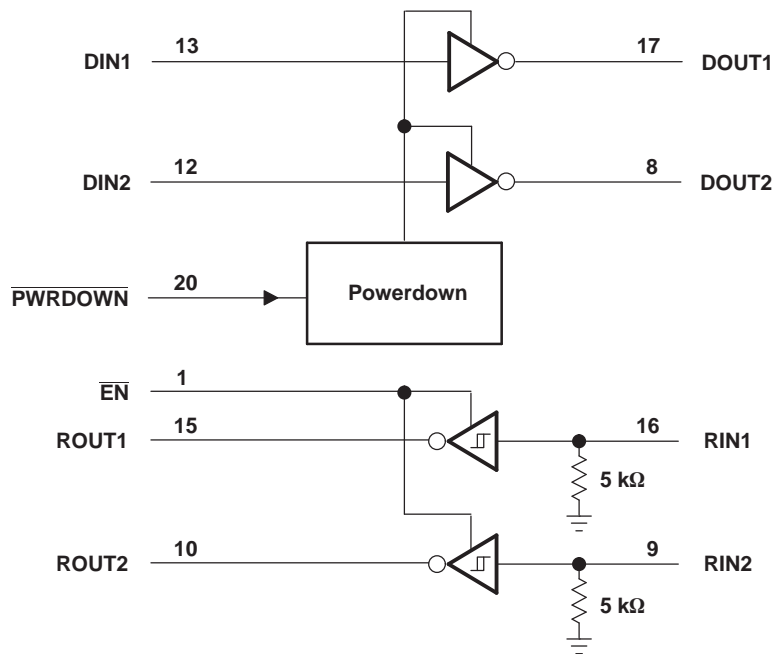 DIN1 13 17 DOUT1
DIN2 12 8 DOUT2
PWRDOWN 20 Powerdown
EN 1
ROUT1 15 16 RIN1
5 kΩ
ROUT2 10 9 RIN2
5 kΩ